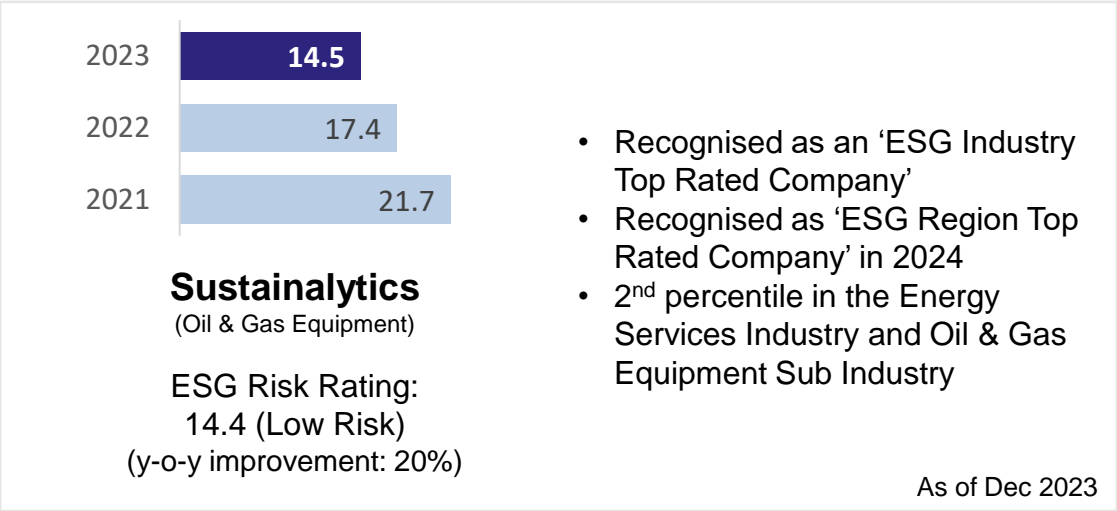 2023 14.5
2022 17.4
2021 21.7
Sustainalytics
(Oil & Gas Equipment)
ESG Risk Rating:
14.4 (Low Risk)
(y-o-y improvement: 20%)
• Recognised as an ‘ESG Industry
Top Rated Company’
• Recognised as ‘ESG Region Top
Rated Company’ in 2024
• 2nd percentile in the Energy
Services Industry and Oil & Gas
Equipment Sub Industry
As of Dec 2023